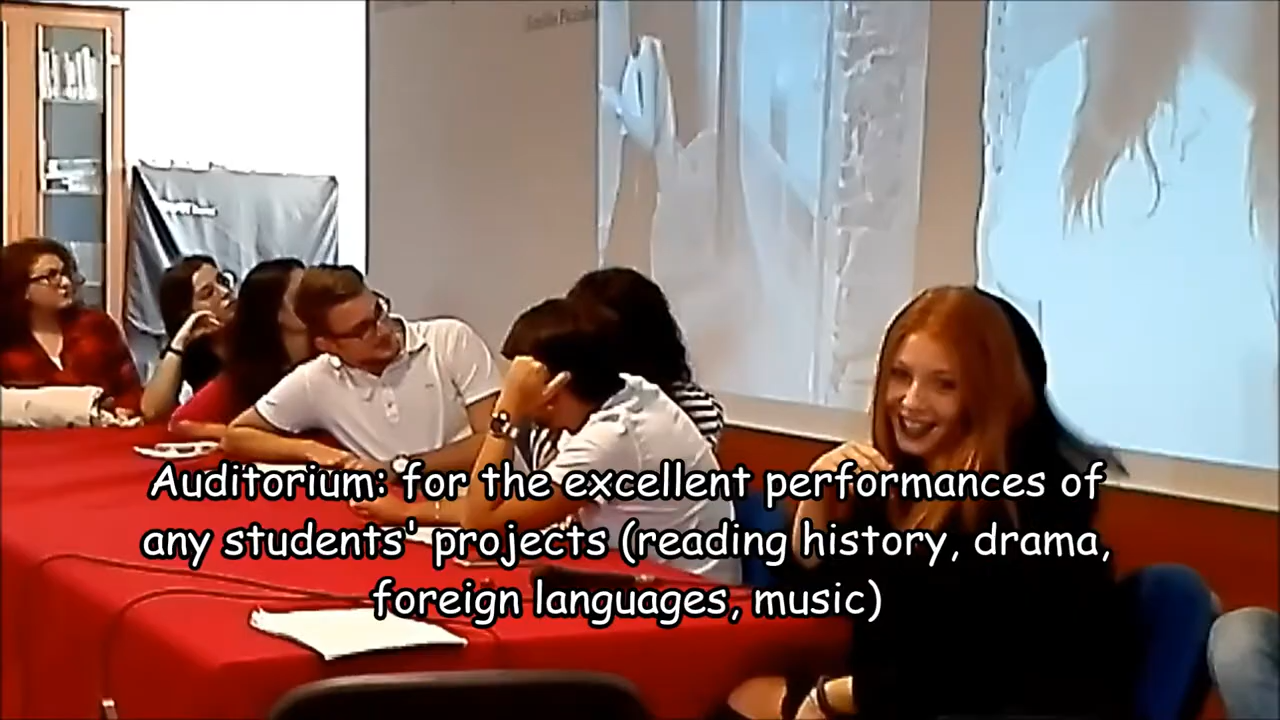 Auditorium: for the excellent performances of
any students' projects (reading history, drama,
foreign languages, music)